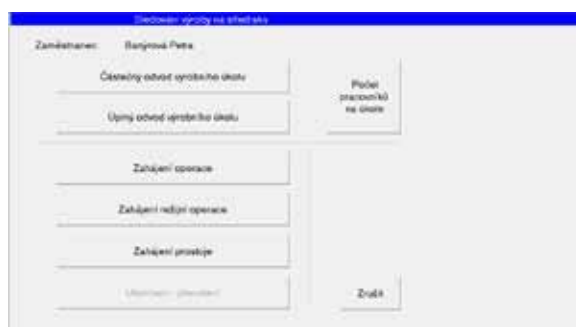 Sledování výroby na středisku
Zaměstnanec: Banýrová Petra
Částečný odvod výrobního úkolu
Počet
pracovníků
na úkole
Úplný odvod výrobního úkolu
Zahájení operace
Zahájení režijní operace
Zahájení prostoje
Zrušit